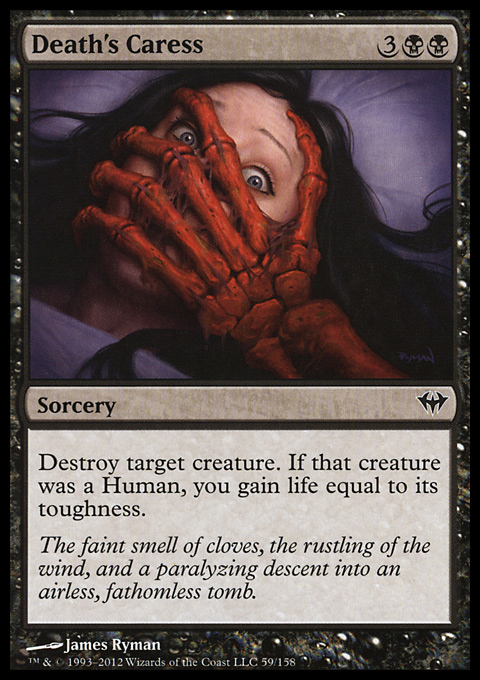 Death's Caress 3
RYMAN
Sorcery
Destroy target creature. If that creature
was a Human, you gain life equal to its
toughness.
The faint smell of cloves, the rustling of the
wind, and a paralyzing descent into an
airless, fathomless tomb.
James Ryman
™ & © 1993–2012 Wizards of the Coast LLC 59/158